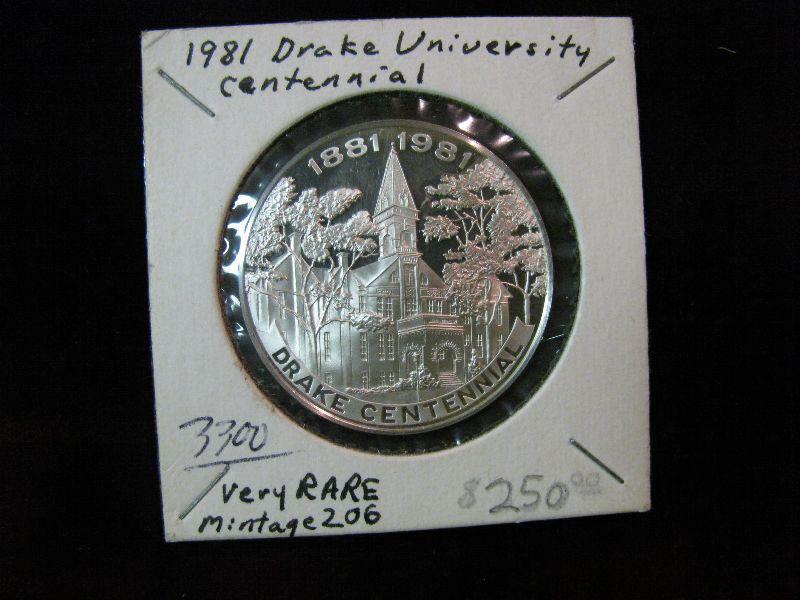 1981 Drake University
centennial
1881 1981
DRAKE CENTENNIAL
3300
very RARE
mintage 206
$250.00